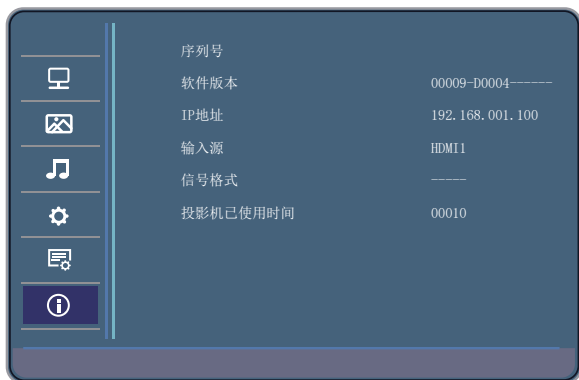 序列号
软件版本 00009-D0004------
IP地址 192.168.001.100
输入源 HDMI1
信号格式 -----
投影机已使用时间 00010